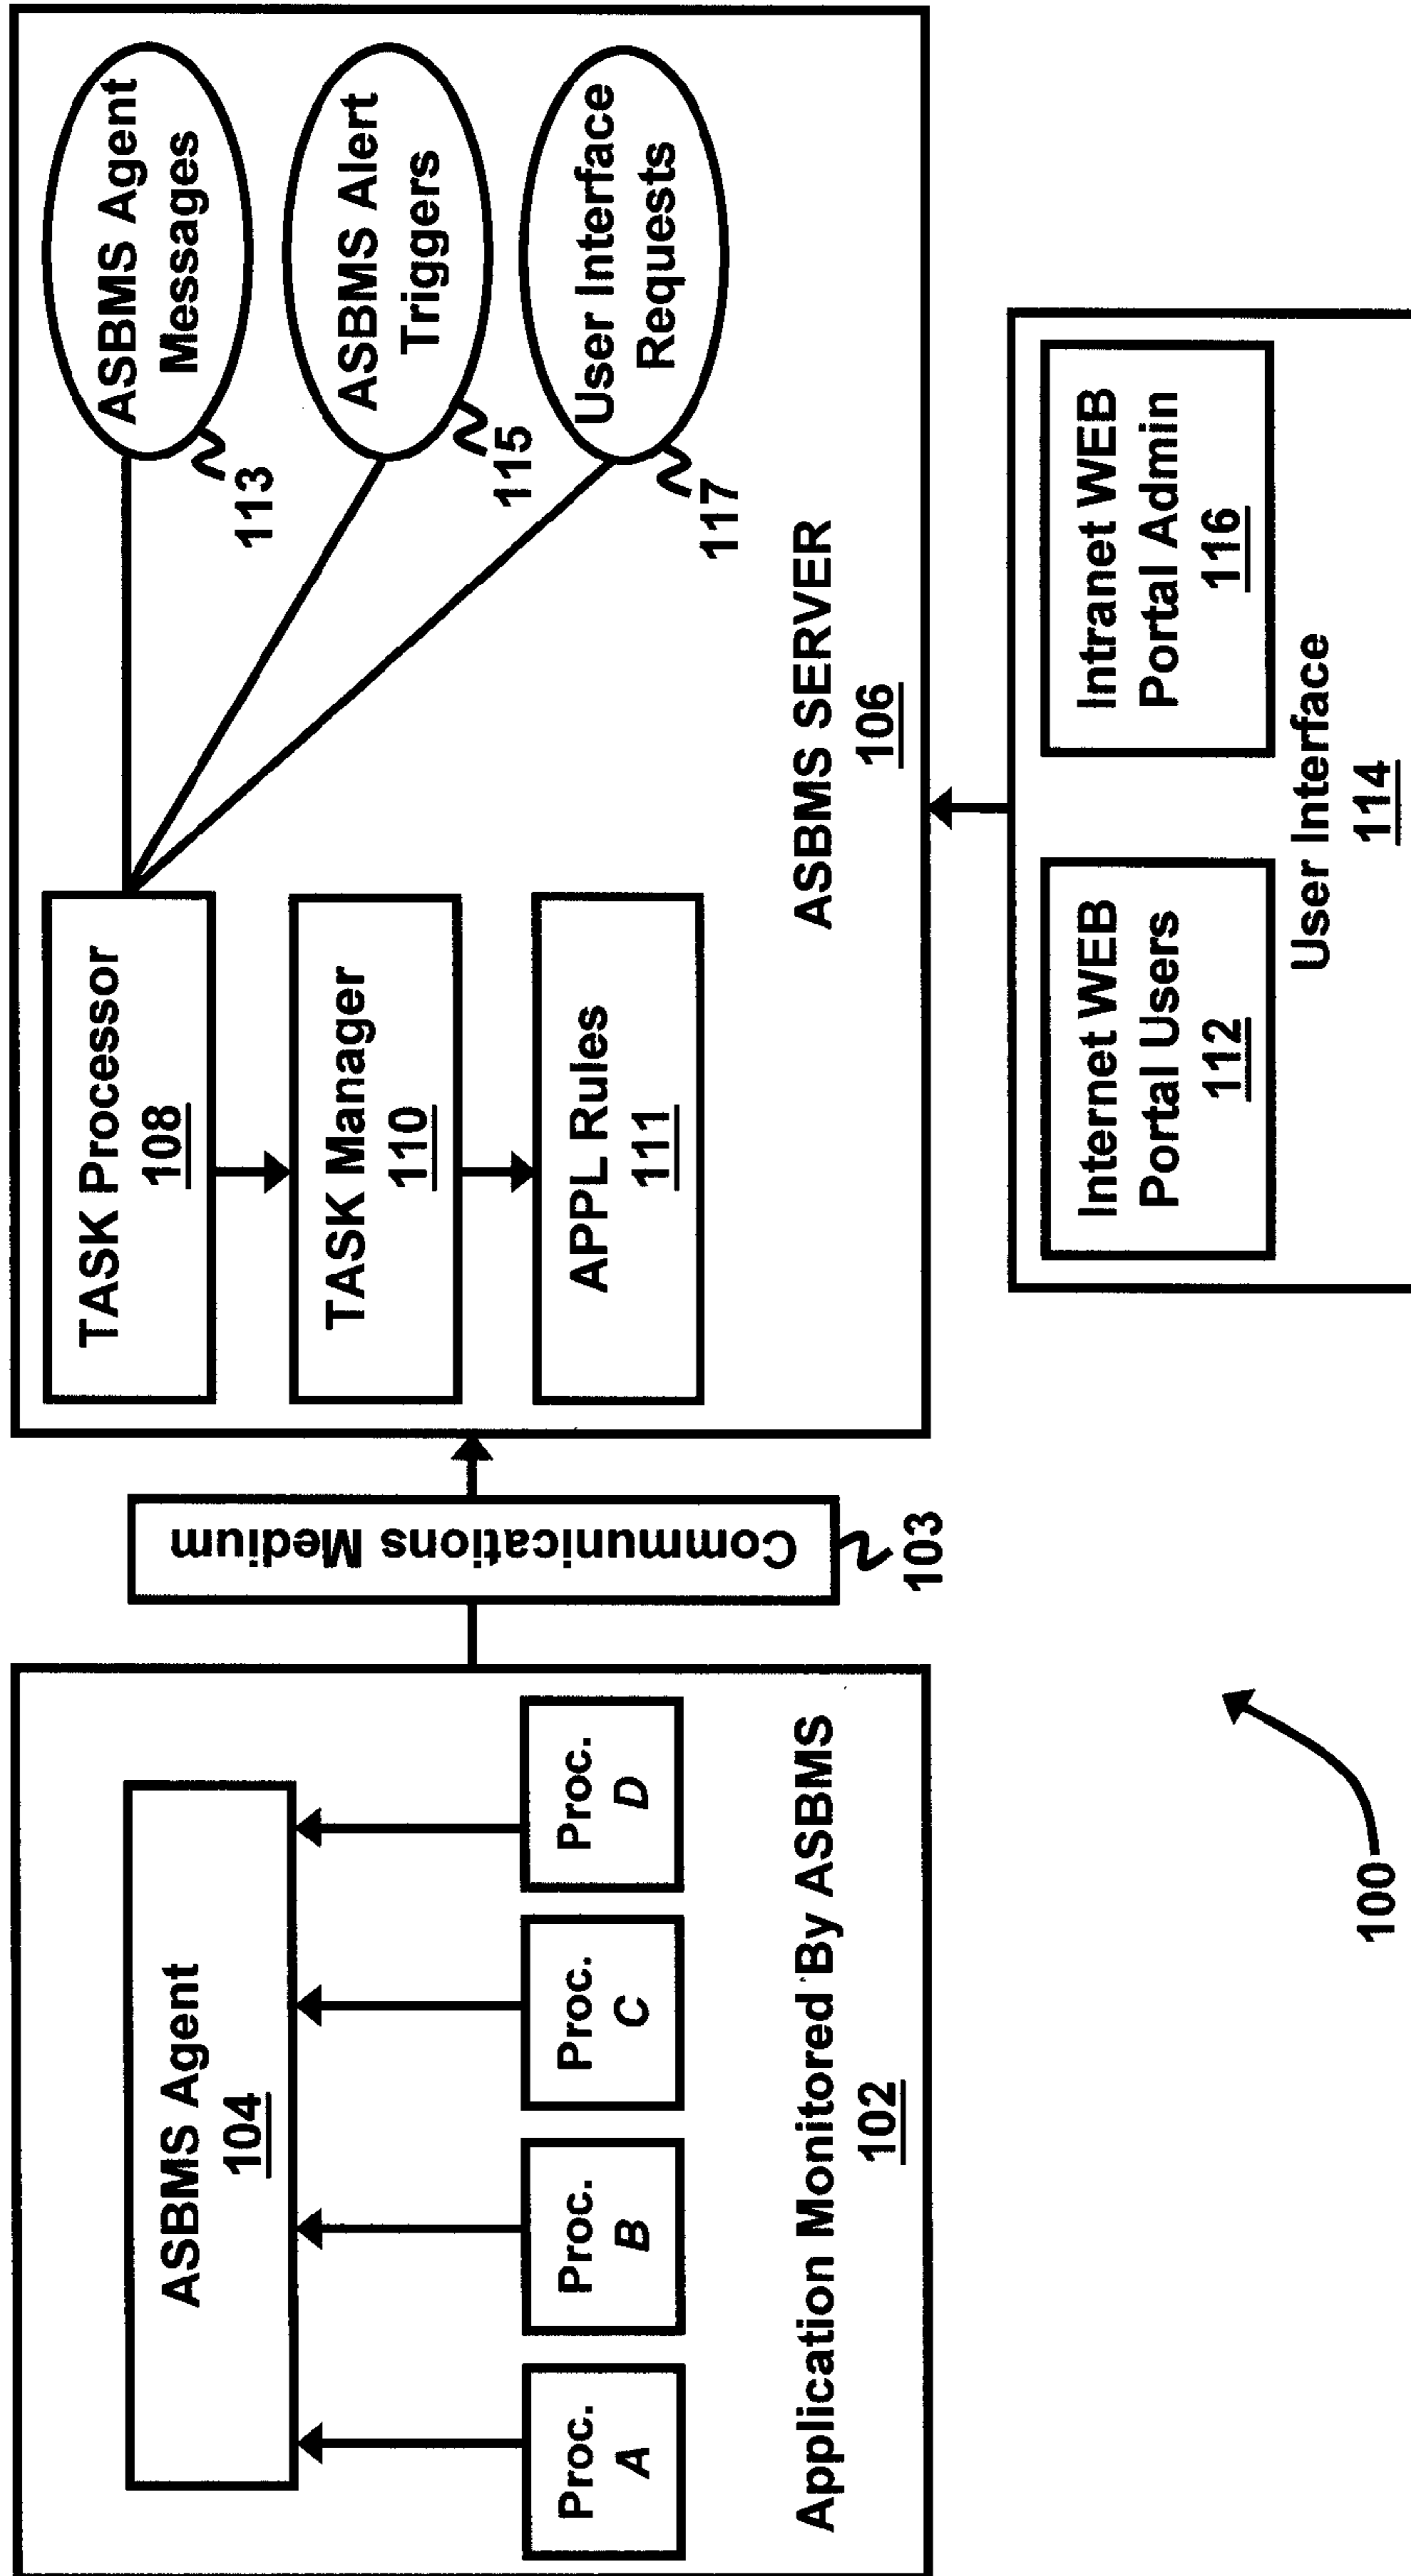 ASBMS Agent
104
Proc.
A
Proc.
B
Proc.
C
Proc.
D
Application Monitored By ASBMS
102
Communications Medium
103
TASK Processor
108
TASK Manager
110
APPL Rules
111
ASBMS Agent
Messages
113
ASBMS Alert
Triggers
115
User Interface
Requests
117
ASBMS SERVER
106
Internet WEB
Portal Users
112
Intranet WEB
Portal Admin
116
User Interface
114
100